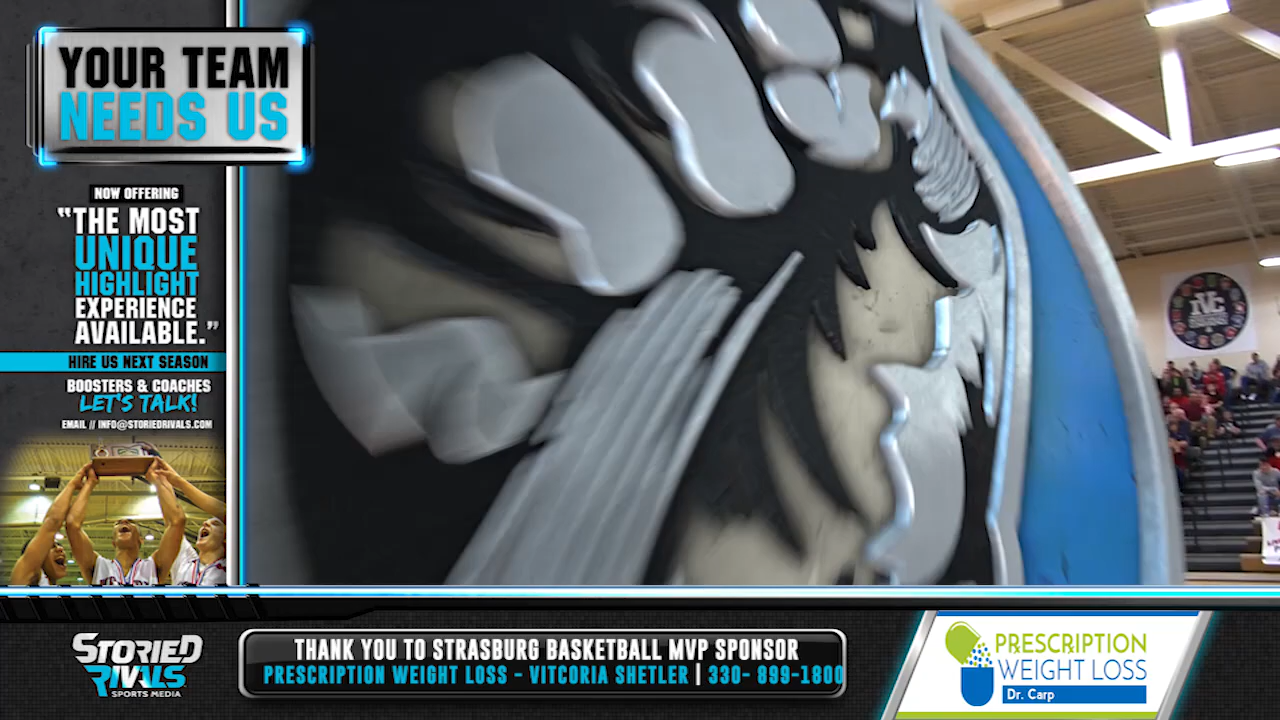 YOUR TEAM
NEEDS US
NOW OFFERING
"THE MOST
UNIQUE
HIGHLIGHT
EXPERIENCE
AVAILABLE."
HIRE US NEXT SEASON
BOOSTERS & COACHES
LET'S TALK!
EMAIL // INFO@STORIEDRIVALS.COM
IVC
STORIED
RIVALS
SPORTS MEDIA
THANK YOU TO STRASBURG BASKETBALL MVP SPONSOR
PRESCRIPTION WEIGHT LOSS - VITCORIA SHETLER | 330- 899-1800
PRESCRIPTION
WEIGHT LOSS
Dr. Carp